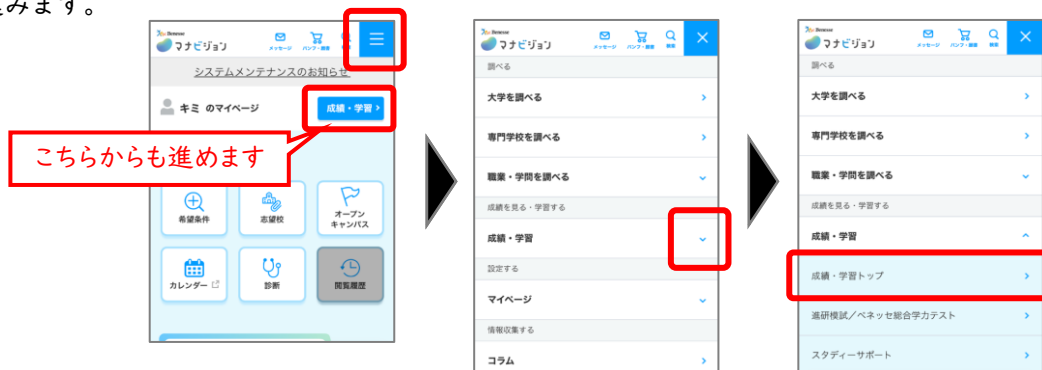 みます。
Benesse
マナビジョン
メッセージ
パンフ・願書
システムメンテナンスのお知らせ
キミ のマイページ
成績・学習
こちらからも進めます
希望条件
志望校
オープン
キャンパス
カレンダー
診断
閲覧履歴
Benesse
マナビジョン
メッセージ
パンフ・願書
検索
調べる
大学を調べる
専門学校を調べる
職業・学問を調べる
成績を見る・学習する
成績・学習
設定する
マイページ
情報収集する
コラム
Benesse
マナビジョン
メッセージ
パンフ・願書
検索
調べる
大学を調べる
専門学校を調べる
職業・学問を調べる
成績を見る・学習する
成績・学習
成績・学習トップ
進研模試／ベネッセ総合学力テスト
スタディーサポート